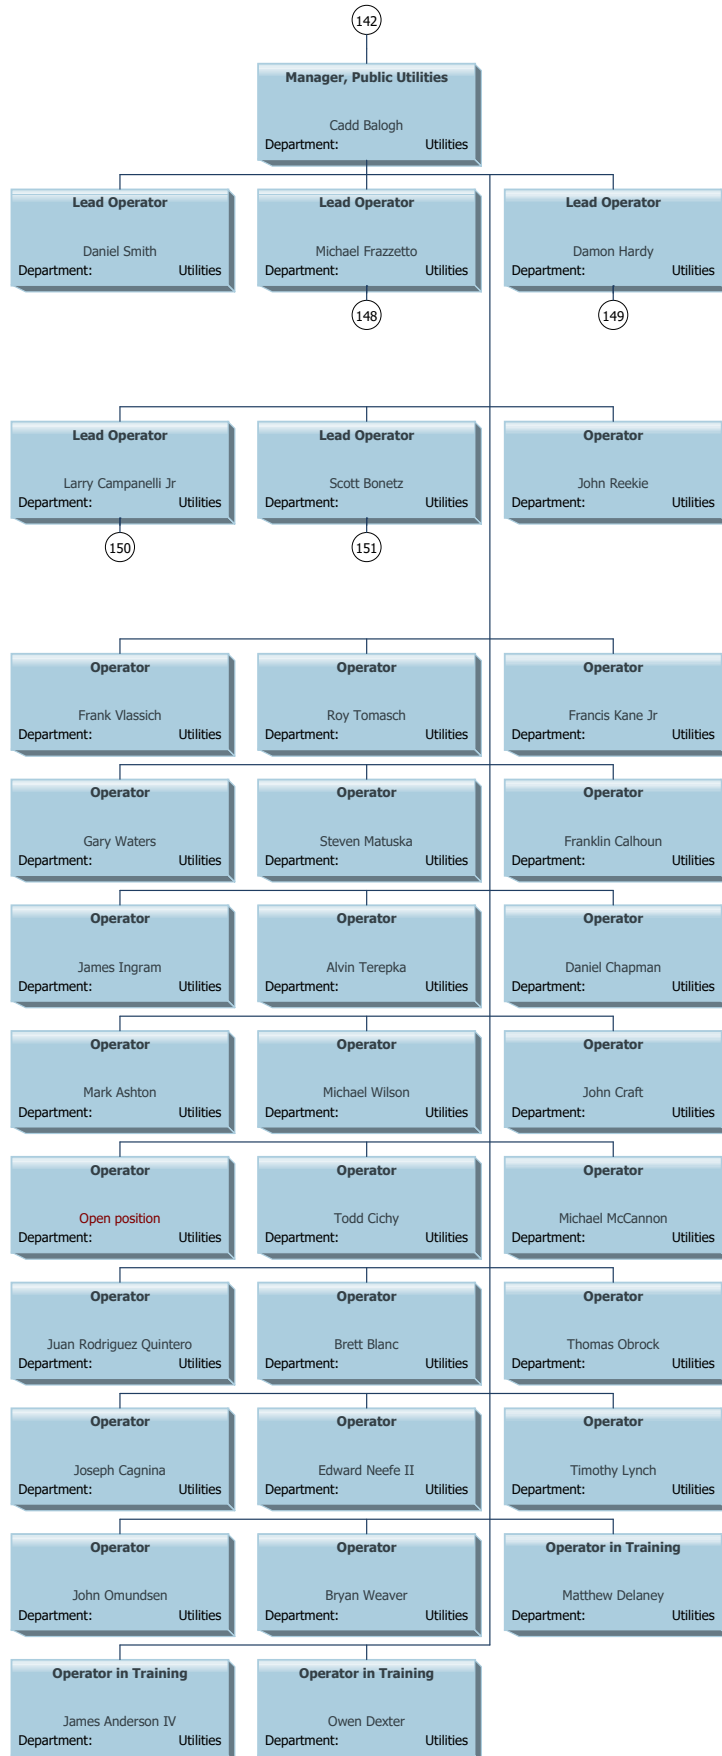 142
Manager, Public Utilities
Cadd Balogh
Department: Utilities
Lead Operator Lead Operator Lead Operator
Daniel Smith Michael Frazzetto Damon Hardy
Department: Utilities Department: Utilities Department: Utilities
148 149
Lead Operator Lead Operator Operator
Larry Campanelli Jr Scott Bonetz John Reekie
Department: Utilities Department: Utilities Department: Utilities
150 151
Operator Operator Operator
Frank Vlassich Roy Tomasch Francis Kane Jr
Department: Utilities Department: Utilities Department: Utilities
Operator Operator Operator
Gary Waters Steven Matuska Franklin Calhoun
Department: Utilities Department: Utilities Department: Utilities
Operator Operator Operator
James Ingram Alvin Terepka Daniel Chapman
Department: Utilities Department: Utilities Department: Utilities
Operator Operator Operator
Mark Ashton Michael Wilson John Craft
Department: Utilities Department: Utilities Department: Utilities
Operator Operator Operator
Open position Todd Cichy Michael McCannon
Department: Utilities Department: Utilities Department: Utilities
Operator Operator Operator
Juan Rodriguez Quintero Brett Blanc Thomas Obrock
Department: Utilities Department: Utilities Department: Utilities
Operator Operator Operator
Joseph Cagnina Edward Neefe II Timothy Lynch
Department: Utilities Department: Utilities Department: Utilities
Operator Operator Operator in Training
John Omundsen Bryan Weaver Matthew Delaney
Department: Utilities Department: Utilities Department: Utilities
Operator in Training Operator in Training
James Anderson IV Owen Dexter
Department: Utilities Department: Utilities